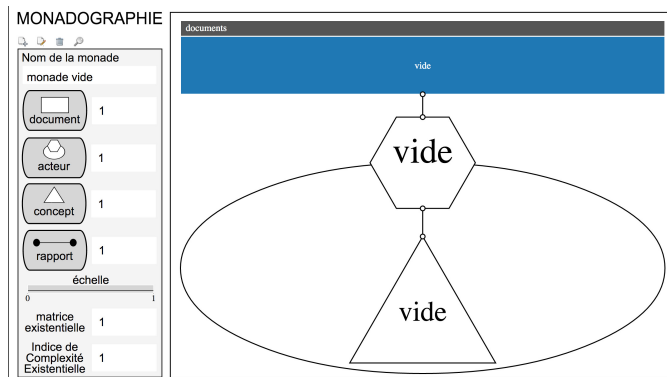 MONADOGRAPHIE
Nom de la monade
monade vide
document
1
acteur
1
concept
1
rapport
1
échelle
0 1
matrice
existentielle
1
Indice de
Complexité
Existentielle
1
documents
vide
vide
vide